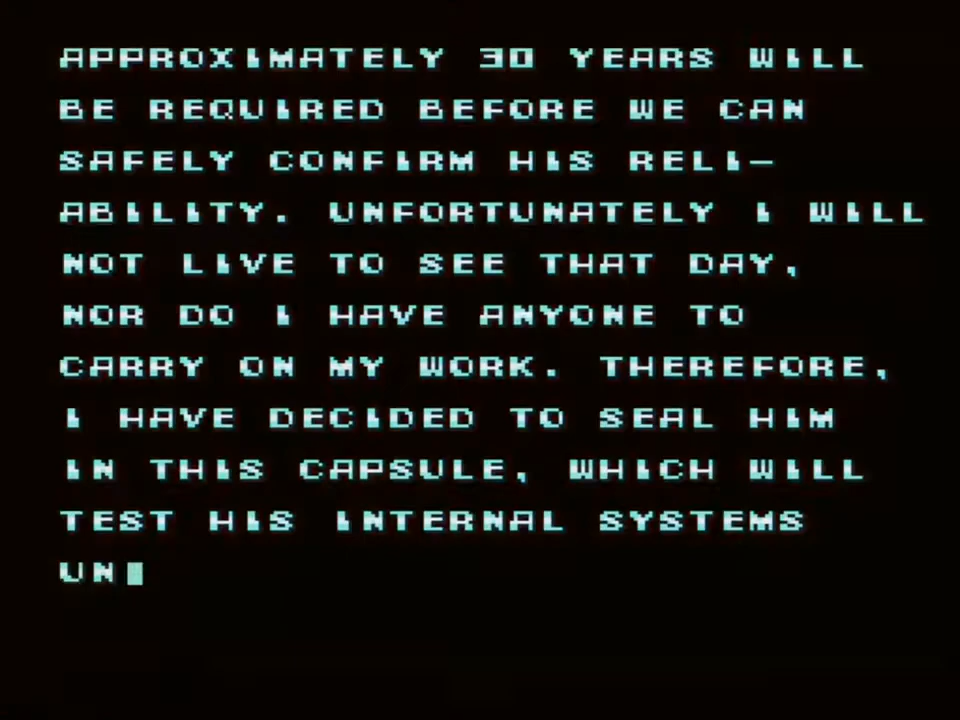 APPROXIMATELY 30 YEARS WILL
BE REQUIRED BEFORE WE CAN
SAFELY CONFIRM HIS RELI-
ABILITY. UNFORTUNATELY I WILL
NOT LIVE TO SEE THAT DAY,
NOR DO I HAVE ANYONE TO
CARRY ON MY WORK. THEREFORE,
I HAVE DECIDED TO SEAL HIM
IN THIS CAPSULE, WHICH WILL
TEST HIS INTERNAL SYSTEMS
UN